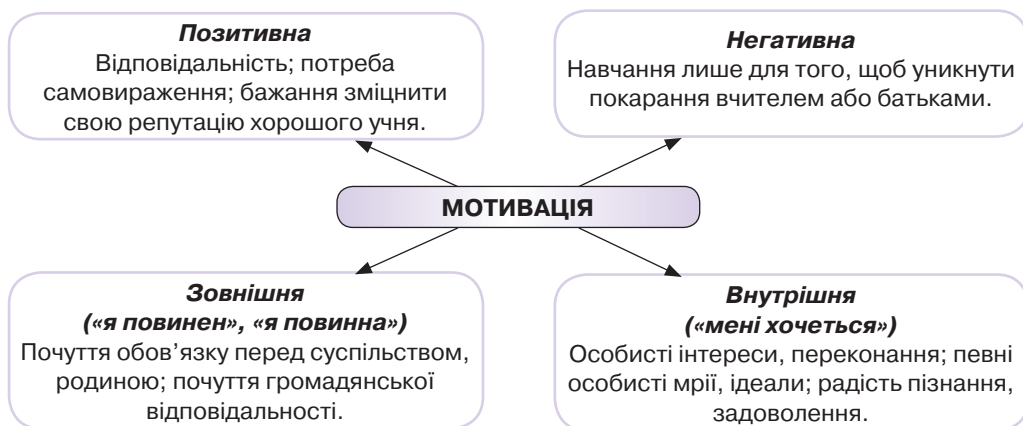 Позитивна
Відповідальність; потреба
самовираження; бажання зміцнити
свою репутацію хорошого учня.
Негативна
Навчання лише для того, щоб уникнути
покарання вчителем або батьками.
МОТИВАЦІЯ
Зовнішня
(«я повинен», «я повинна»)
Почуття обов’язку перед суспільством,
родиною; почуття громадянської
відповідальності.
Внутрішня
(«мені хочеться»)
Особисті інтереси, переконання; певні
особисті мрії, ідеали; радість пізнання,
задоволення.